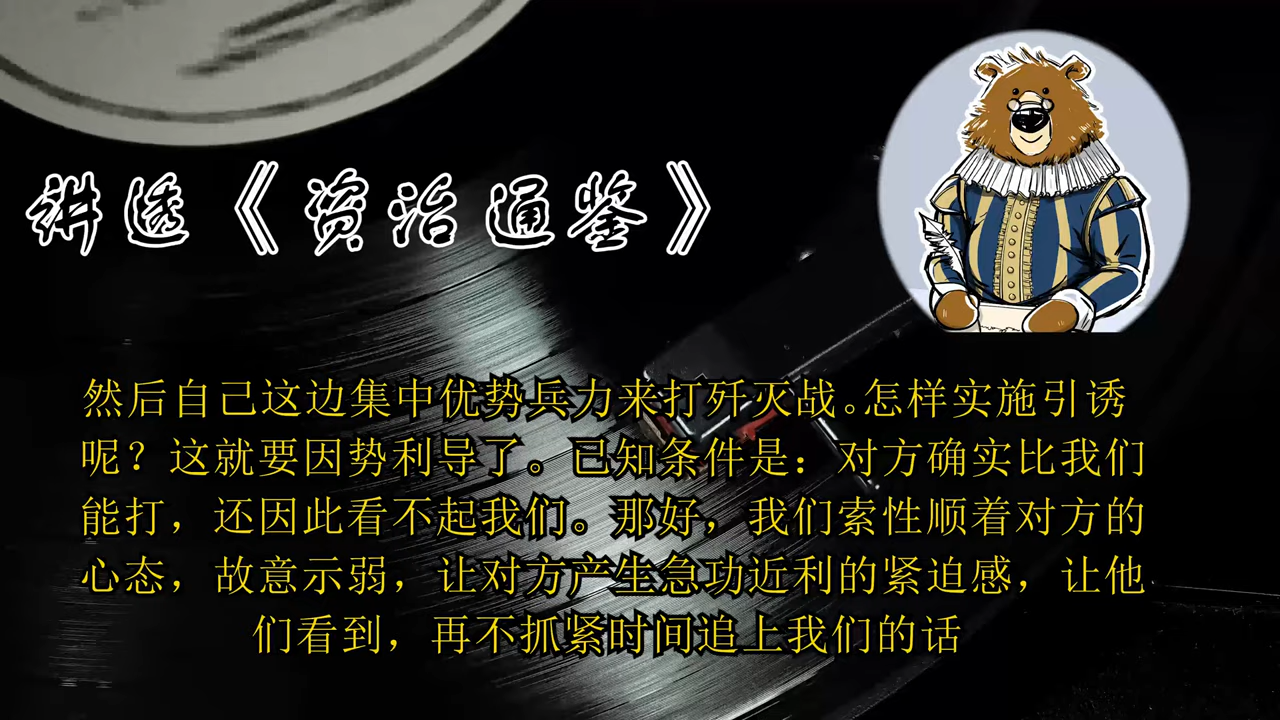 讲透《资治通鉴》
然后自己这边集中优势兵力来打歼灭战。怎样实施引诱
呢？这就要因势利导了。已知条件是：对方确实比我们
能打，还因此看不起我们。那好，我们索性顺着对方的
心态，故意示弱，让对方产生急功近利的紧迫感，让他
们看到，再不抓紧时间追上我们的话